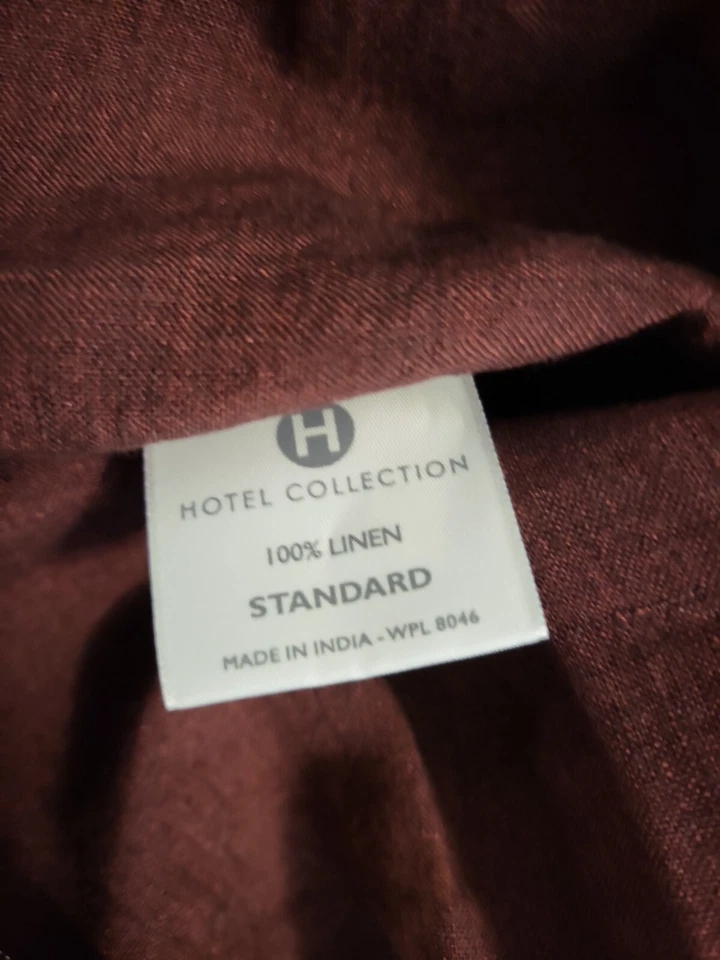 H
HOTEL COLLECTION
100% LINEN
STANDARD
MADE IN INDIA - WPL 8046